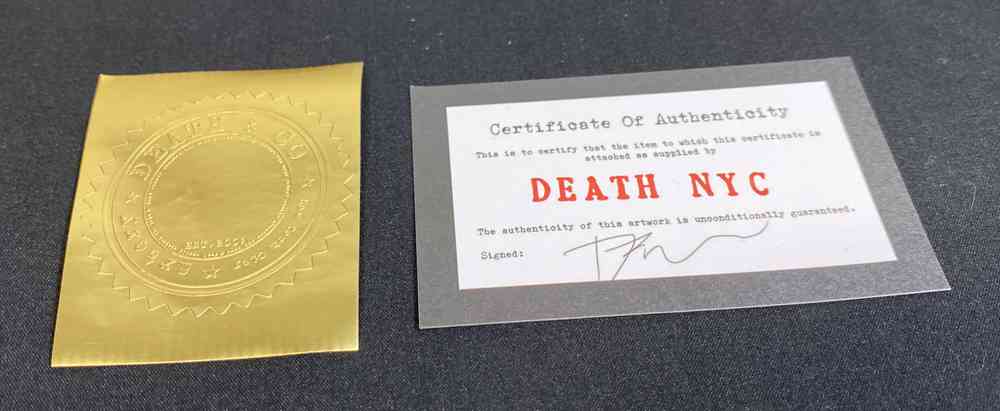 DEATH & CO
EST. 2007
Certificate Of Authenticity
This is to certify that the item to which this certificate is
attached as supplied by
DEATH NYC
The authenticity of this artwork is unconditionally guaranteed.
Signed: